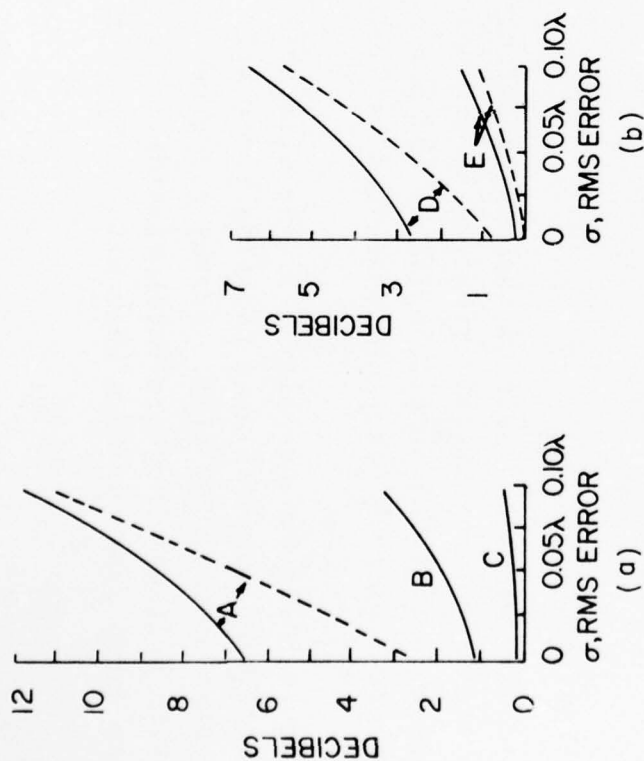 12
10
8
6
4
2
0
DECIBELS
A
B
C
0 0.05λ 0.10λ
σ, RMS ERROR
(a)
7
5
3
1
DECIBELS
D
E
0 0.05λ 0.10λ
σ, RMS ERROR
(b)